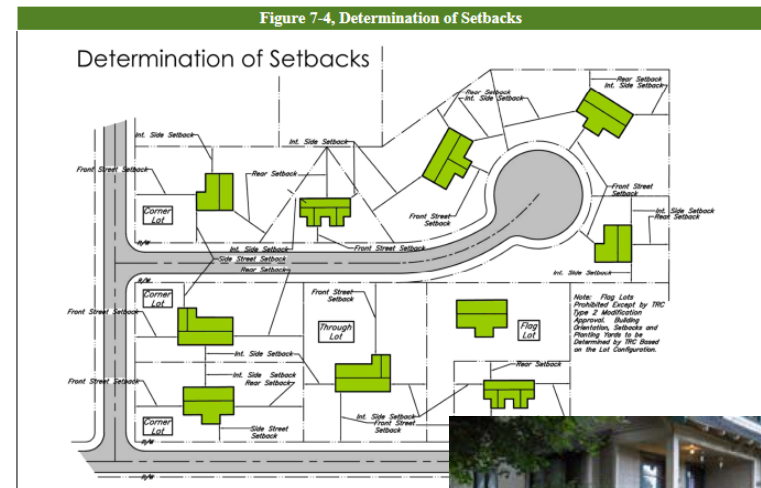 Figure 7-4, Determination of Setbacks
Determination of Setbacks
Rear Setback
Int. Side Setback
Rear Setback
Int. Side Setback
Int. Side Setback
Int. Side Setback
Front Street Setback
Rear Setback
Front Street
Setback
Corner
Lot
Int. Side Setback
Rear Setback
Front Street
Setback
R/W
Int. Side Setback
Front Street Setback
Side Street Setback
Rear Setback
Int. Side Setback
R/W
Corner
Lot
Front Street
Setback
Note: Flag Lots
Prohibited Except by TRC
Type 2 Modification
Approval. Building
Orientation, Setbacks and
Planting Yards to be
Determined by TRC Based
on the Lot Configuration.
Front Street Setback
Through
Lot
Flag
Lot
Int. Side Setback
Rear Setback
Int. Side Setback
Rear Setback
Front Street Setback
Corner
Lot
Side Street
Setback
Int. Side Setback
Front Street
Setback
R/W
R/W